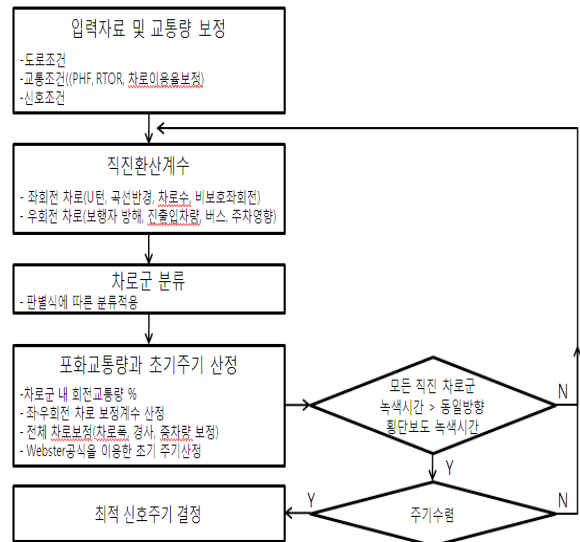 입력자료 및 교통량 보정
-도로조건
-교통조건((PHF, RTOR, 차로이용율보정)
-신호조건
직진환산계수
- 좌회전 차로(U턴, 곡선반경, 차로수, 비보호좌회전)
- 우회전 차로(보행자 방해, 진출입차량, 버스, 주차영향)
차로군 분류
- 판별식에 따른 분류적용
포화교통량과 초기주기 산정
-차로군 내 회전교통량 %
- 좌우회전 차로 보정계수 산정
- 전체 차로보정(차로폭, 경사, 중차량 보정)
- Webster공식을 이용한 초기 주기산정
모든 직진 차로군
녹색시간 > 동일방향
횡단보도 녹색시간
N
Y
주기수렴
N
Y
최적 신호주기 결정